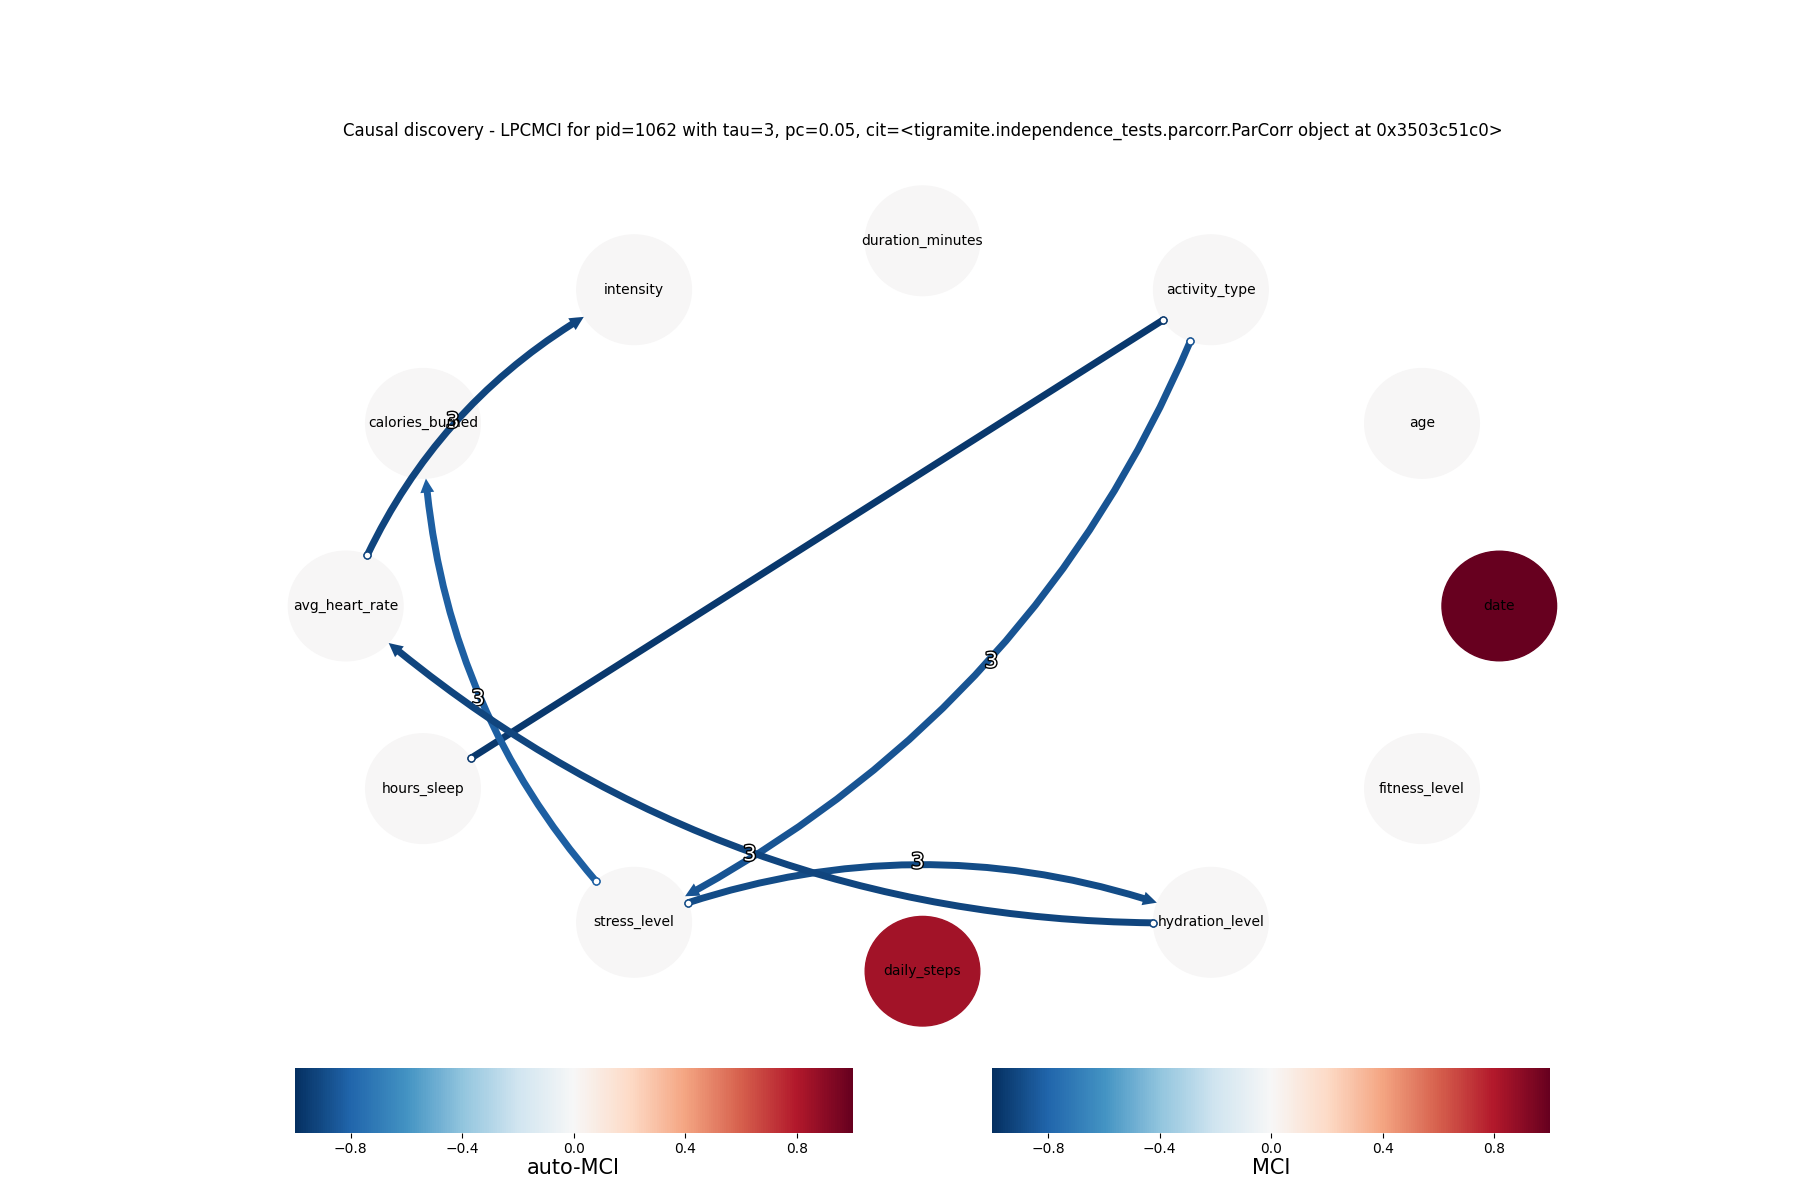 Causal discovery - LPCMCI for pid=1062 with tau=3, pc=0.05, cit=<tigramite.independence_tests.parcorr.ParCorr object at 0x3503c51c0>
duration_minutes
intensity
activity_type
3
calories_burned
age
avg_heart_rate
date
3
3
hours_sleep
fitness_level
3
3
stress_level
hydration_level
daily_steps
−0.8 −0.4 0.0 0.4 0.8
auto-MCI
−0.8 −0.4 0.0 0.4 0.8
MCI